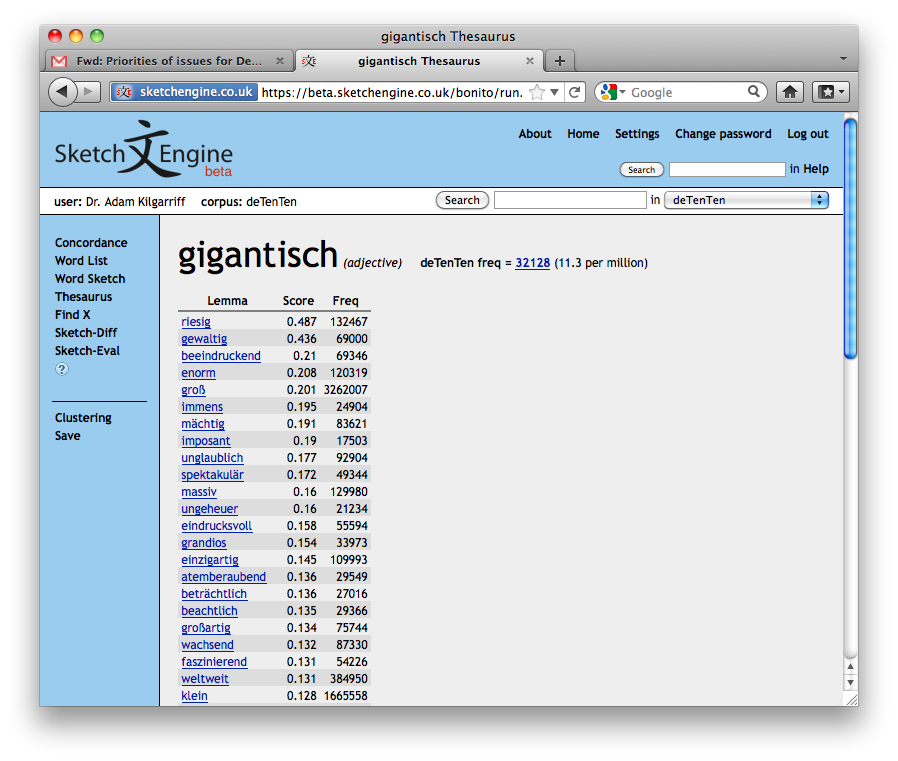 gigantisch Thesaurus
Fwd: Priorities of issues for De... × gigantisch Thesaurus × +
sketchengine.co.uk https://beta.sketchengine.co.uk/bonito/run. Google
Sketch 文 Engine
beta
About Home Settings Change password Log out
Search in Help
user: Dr. Adam Kilgarriff corpus: deTenTen Search in deTenTen
Concordance
Word List
Word Sketch
Thesaurus
Find X
Sketch-Diff
Sketch-Eval
?
Clustering
Save
gigantisch (adjective) deTenTen freq = 32128 (11.3 per million)
Lemma Score Freq
riesig 0.487 132467
gewaltig 0.436 69000
beeindruckend 0.21 69346
enorm 0.208 120319
groß 0.201 3262007
immens 0.195 24904
mächtig 0.191 83621
imposant 0.19 17503
unglaublich 0.177 92904
spektakulär 0.172 49344
massiv 0.16 129980
ungeheuer 0.16 21234
eindrucksvoll 0.158 55594
grandios 0.154 33973
einzigartig 0.145 109993
atemberaubend 0.136 29549
beträchtlich 0.136 27016
beachtlich 0.135 29366
großartig 0.134 75744
wachsend 0.132 87330
faszinierend 0.131 54226
weltweit 0.131 384950
klein 0.128 1665558